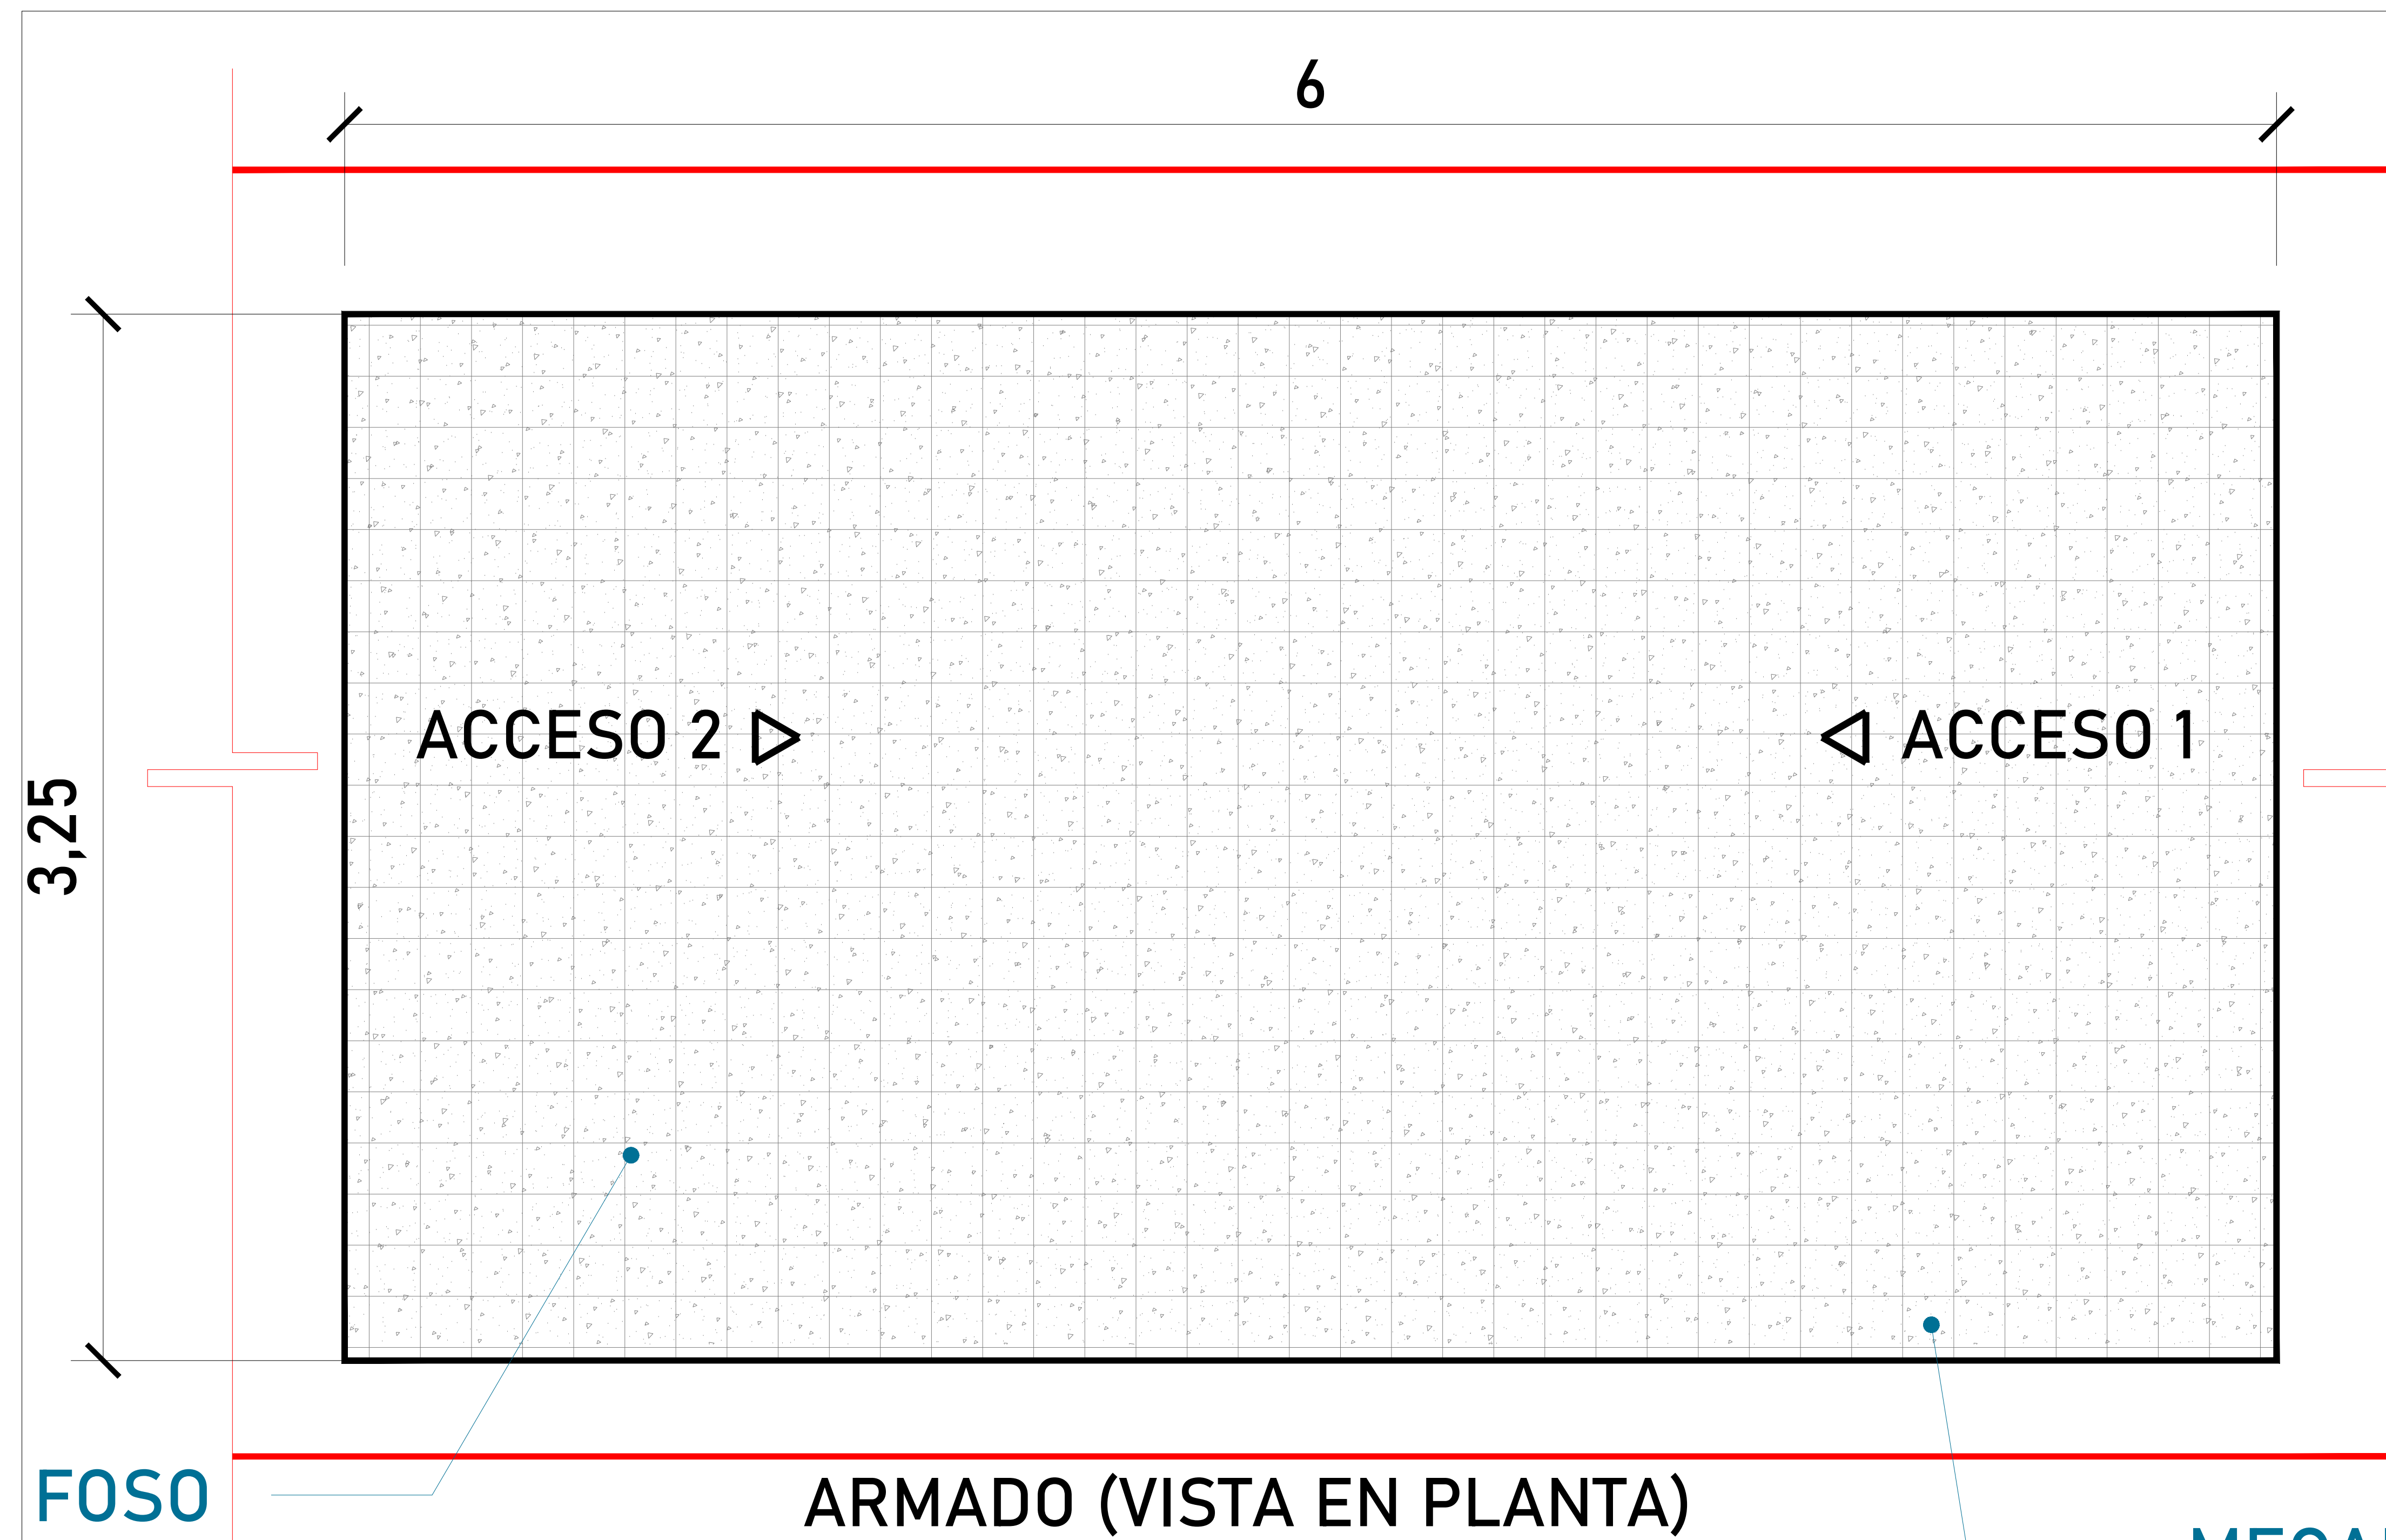 6
ACCESO 2
ACCESO 1
3,25
FOSO
ARMADO (VISTA EN PLANTA)